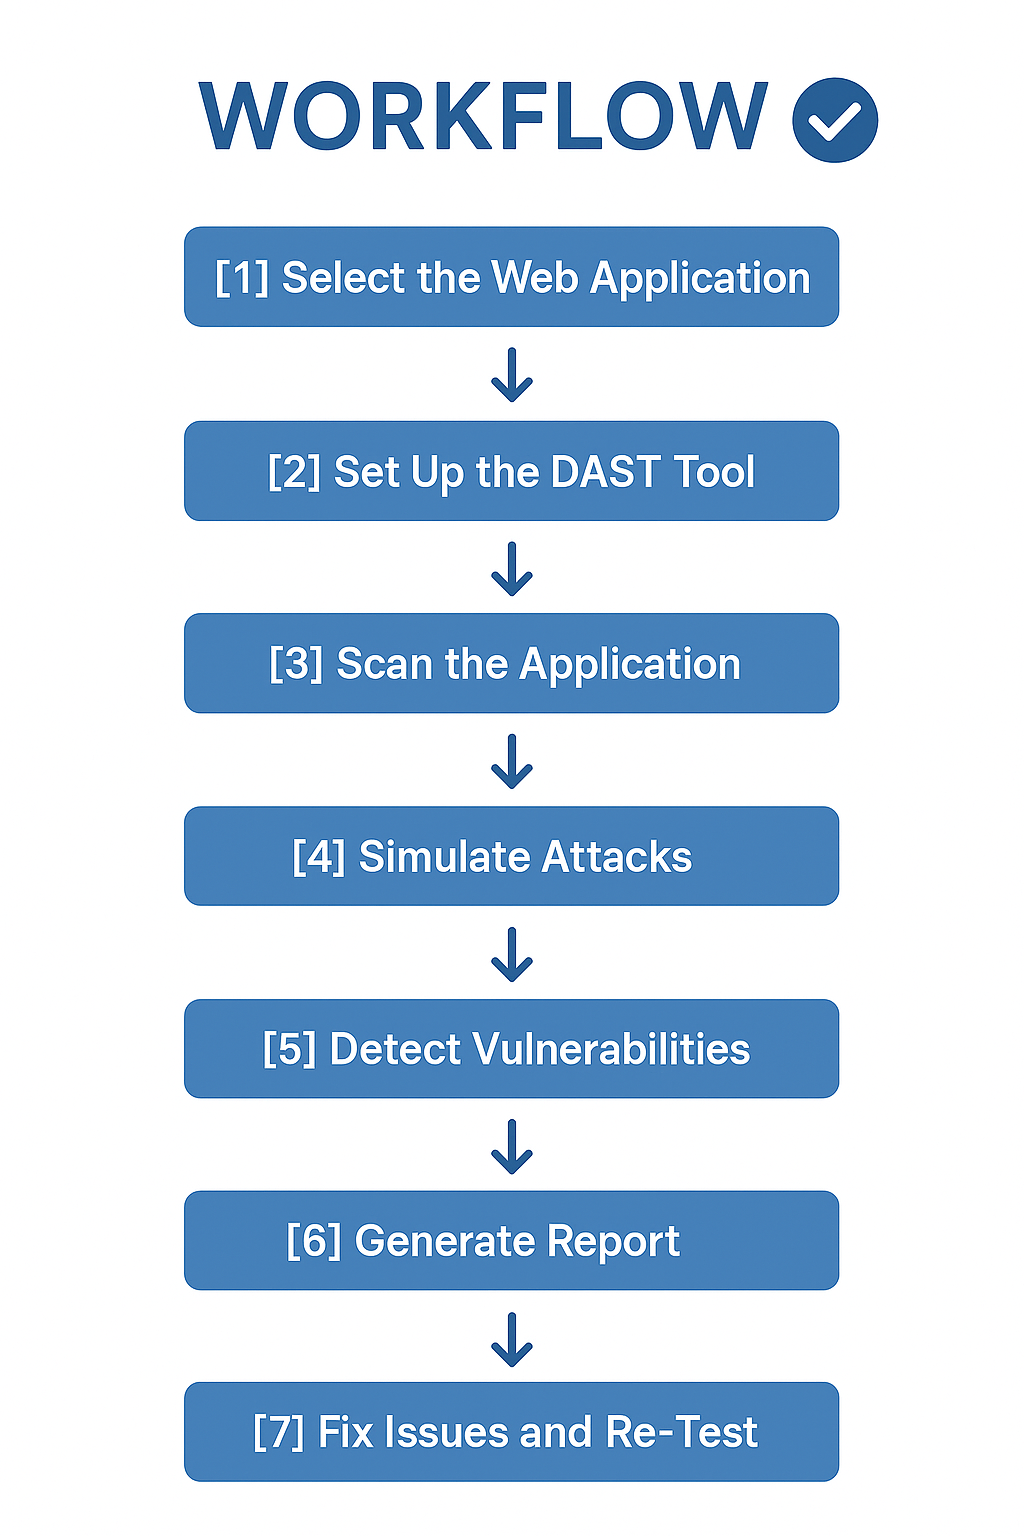 WORKFLOW
[1] Select the Web Application
[2] Set Up the DAST Tool
[3] Scan the Application
[4] Simulate Attacks
[5] Detect Vulnerabilities
[6] Generate Report
[7] Fix Issues and Re-Test